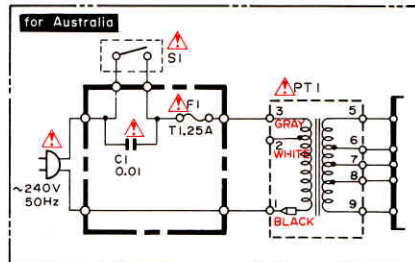 for Australia
S1
F1
T1.25A
C1
0.01
~240V
50Hz
PT1
3
GRAY
2
WHITE
1
BLACK
5
6
7
8
9